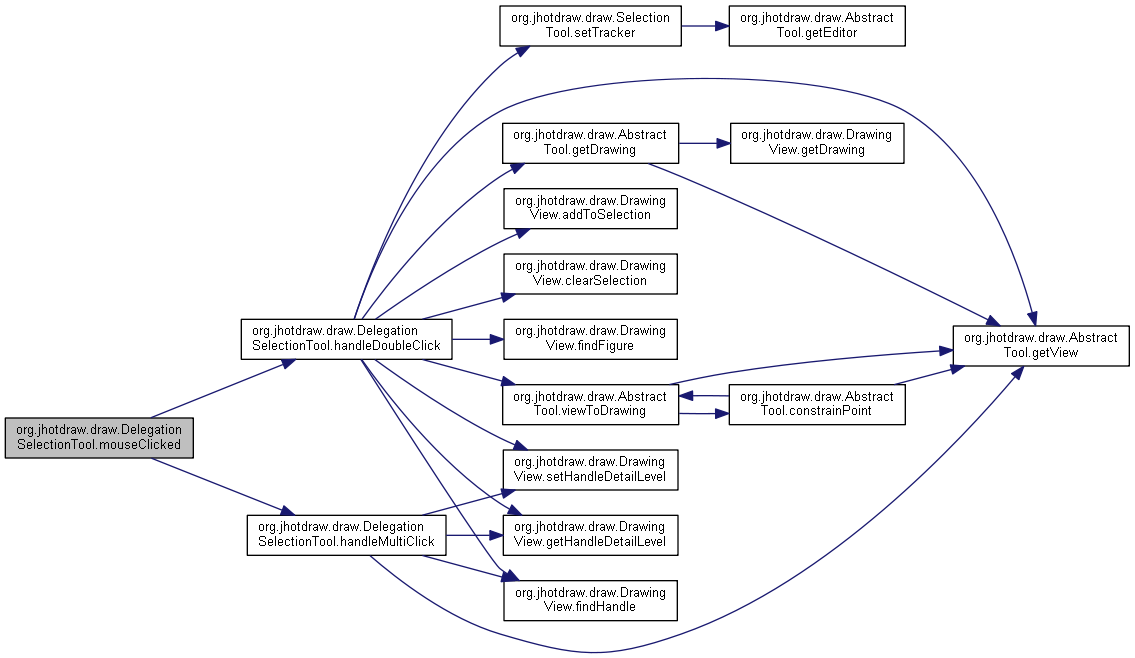 org.jhotdraw.draw.Selection
Tool.setTracker
org.jhotdraw.draw.Abstract
Tool.getEditor
org.jhotdraw.draw.Abstract
Tool.getDrawing
org.jhotdraw.draw.Drawing
View.getDrawing
org.jhotdraw.draw.Drawing
View.addToSelection
org.jhotdraw.draw.Drawing
View.clearSelection
org.jhotdraw.draw.Delegation
SelectionTool.handleDoubleClick
org.jhotdraw.draw.Drawing
View.findFigure
org.jhotdraw.draw.Abstract
Tool.getView
org.jhotdraw.draw.Abstract
Tool.viewToDrawing
org.jhotdraw.draw.Abstract
Tool.constrainPoint
org.jhotdraw.draw.Delegation
SelectionTool.mouseClicked
org.jhotdraw.draw.Drawing
View.setHandleDetailLevel
org.jhotdraw.draw.Delegation
SelectionTool.handleMultiClick
org.jhotdraw.draw.Drawing
View.getHandleDetailLevel
org.jhotdraw.draw.Drawing
View.findHandle